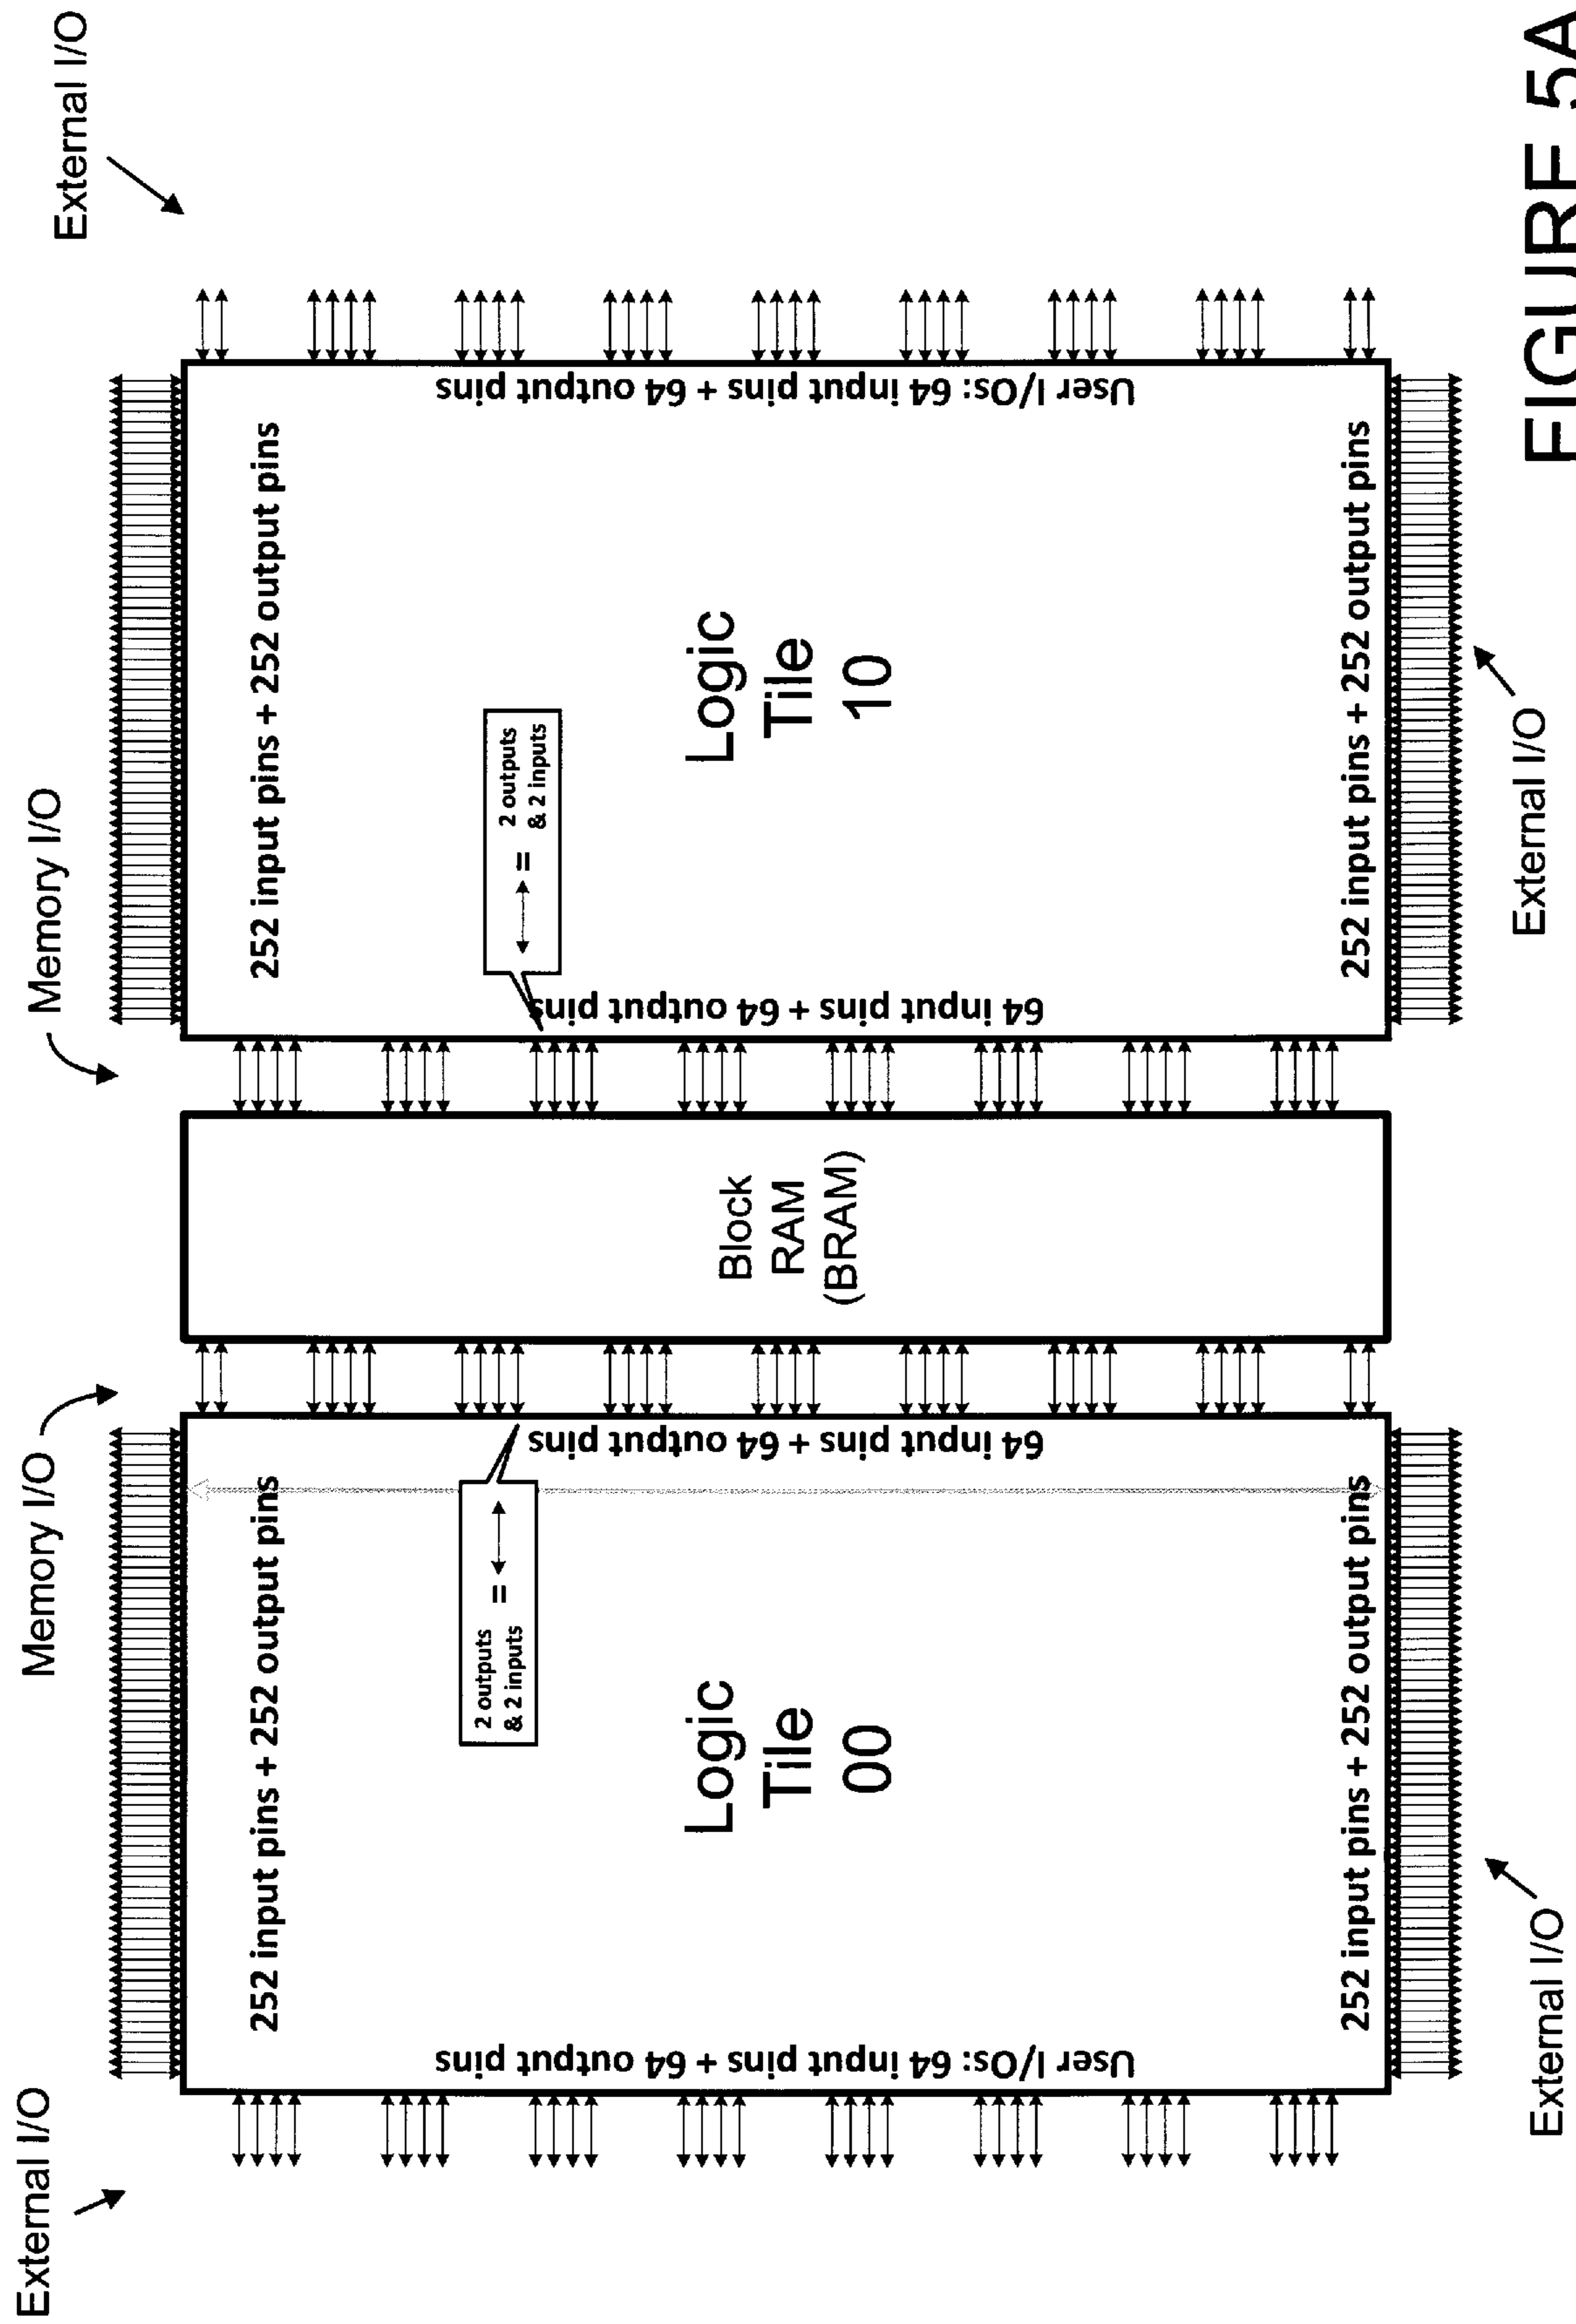 External I/O
Memory I/O
Memory I/O
External I/O
252 input pins + 252 output pins
252 input pins + 252 output pins
User I/Os: 64 input pins + 64 output pins
2 outputs
& 2 inputs
=
64 input pins + 64 output pins
Logic
Tile
00
Block
RAM
(BRAM)
64 input pins + 64 output pins
= 2 outputs
& 2 inputs
Logic
Tile
10
User I/Os: 64 input pins + 64 output pins
252 input pins + 252 output pins
252 input pins + 252 output pins
External I/O
External I/O
FIGURE 5A